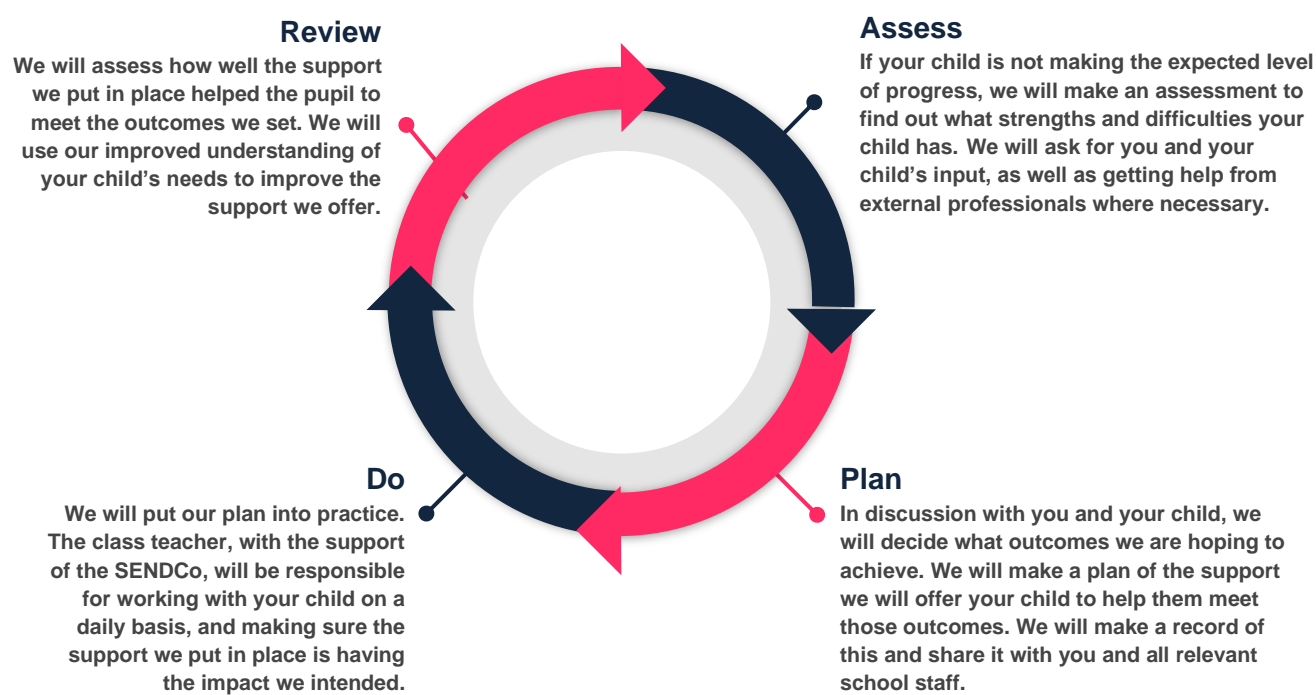 Review
We will assess how well the support
we put in place helped the pupil to
meet the outcomes we set. We will
use our improved understanding of
your child’s needs to improve the
support we offer.
Assess
If your child is not making the expected level
of progress, we will make an assessment to
find out what strengths and difficulties your
child has. We will ask for you and your
child’s input, as well as getting help from
external professionals where necessary.
Do
We will put our plan into practice.
The class teacher, with the support
of the SENDCo, will be responsible
for working with your child on a
daily basis, and making sure the
support we put in place is having
the impact we intended.
Plan
In discussion with you and your child, we
will decide what outcomes we are hoping to
achieve. We will make a plan of the support
we will offer your child to help them meet
those outcomes. We will make a record of
this and share it with you and all relevant
school staff.